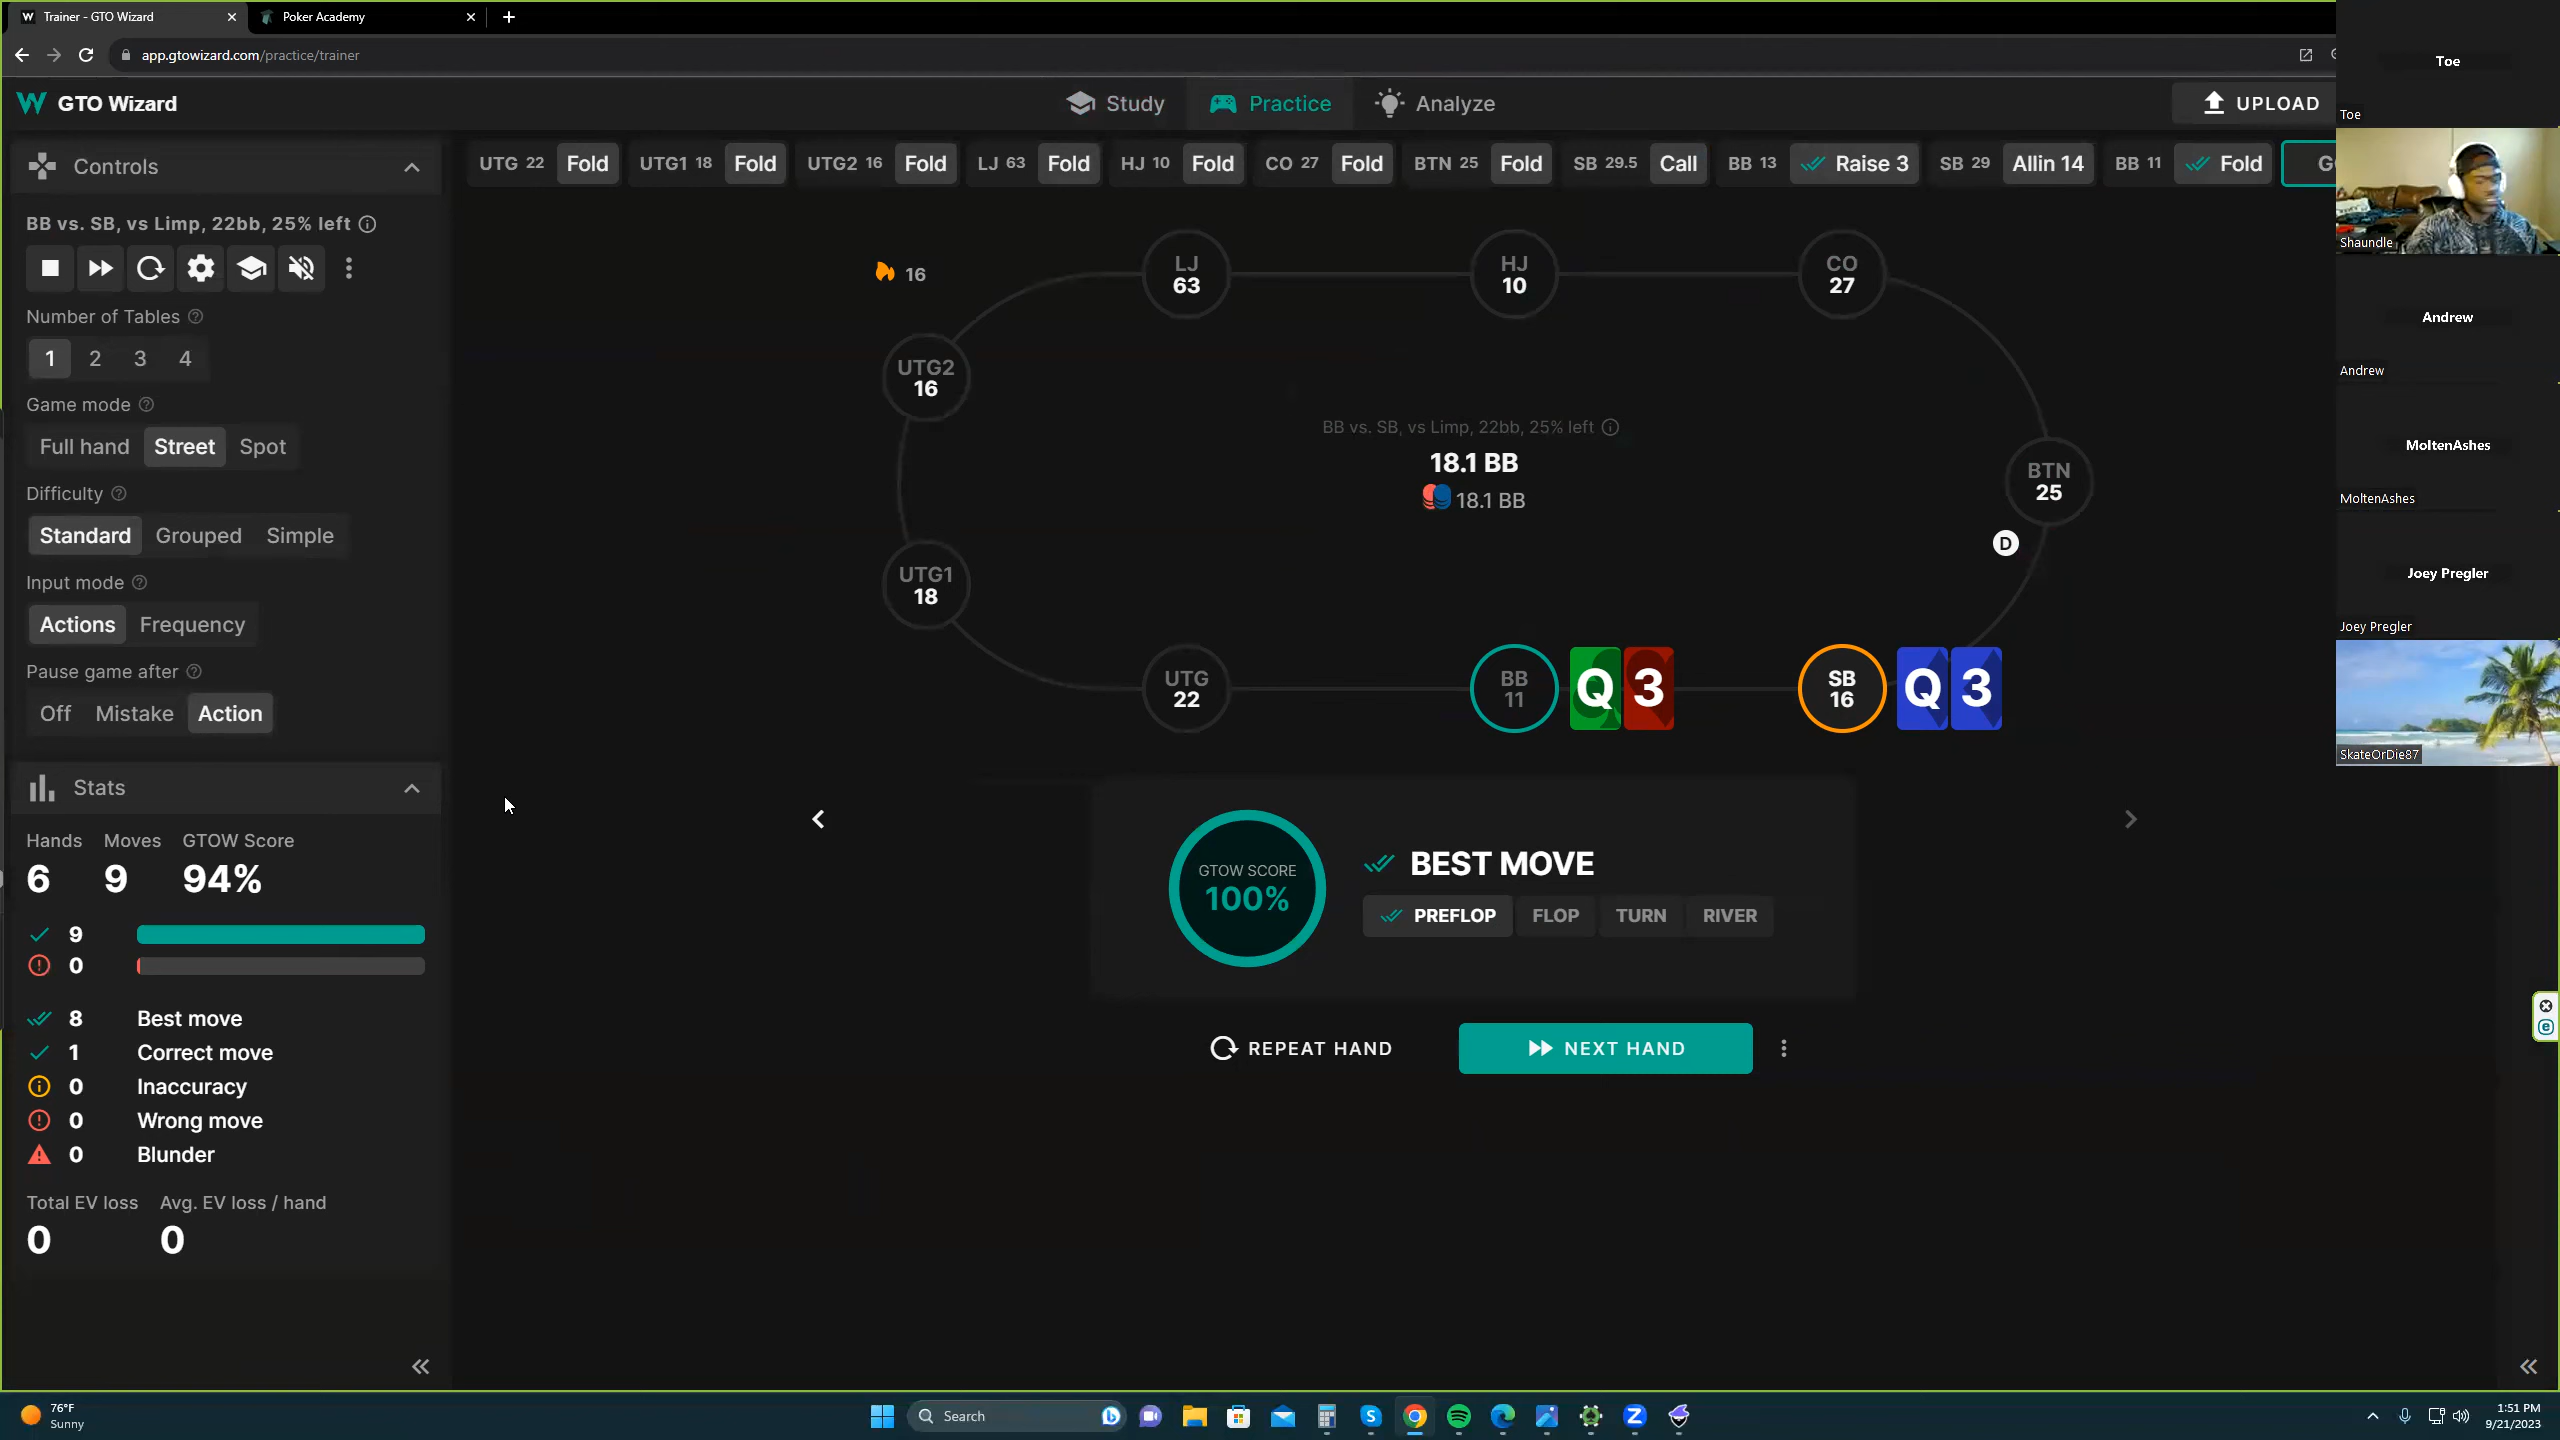 Trainer - GTO Wizard
Poker Academy
app.gtowizard.com/practice/trainer
GTO Wizard
Study
Practice
Analyze
UPLOAD
Controls
UTG 22 Fold
UTG1 18 Fold
UTG2 16 Fold
LJ 63 Fold
HJ 10 Fold
CO 27 Fold
BTN 25 Fold
SB 29.5 Call
BB 13 Raise 3
SB 29 Allin 14
BB 11 Fold
BB vs. SB, vs Limp, 22bb, 25% left
Number of Tables
1 2 3 4
Game mode
Full hand Street Spot
Difficulty
Standard Grouped Simple
Input mode
Actions Frequency
Pause game after
Off Mistake Action
Stats
Hands Moves GTOW Score
6 9 94%
9
0
8 Best move
1 Correct move
0 Inaccuracy
0 Wrong move
0 Blunder
Total EV loss Avg. EV loss / hand
0 0
16
LJ
63
HJ
10
CO
27
UTG2
16
BTN
25
D
BB vs. SB, vs Limp, 22bb, 25% left
18.1 BB
18.1 BB
UTG1
18
UTG
22
BB
11
Q 3
SB
16
Q 3
GTOW SCORE
100%
BEST MOVE
PREFLOP FLOP TURN RIVER
REPEAT HAND
NEXT HAND
Toe
Toe
Shaundle
Andrew
Andrew
MoltenAshes
MoltenAshes
Joey Pregler
Joey Pregler
SkateOrDie87
76°F
Sunny
Search
1:51 PM
9/21/2023